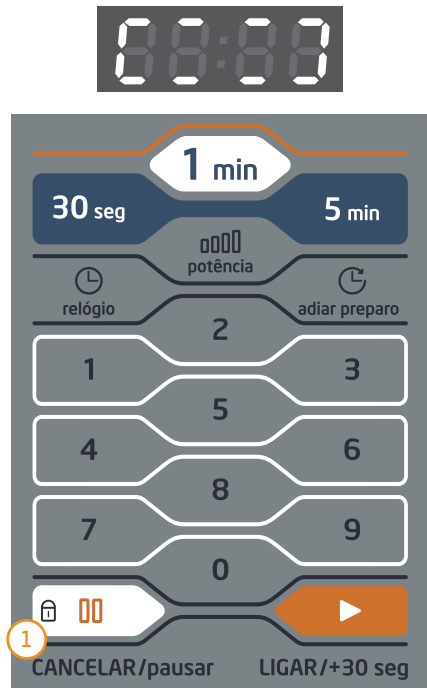 1 min
30 seg
5 min
potência
relógio
adiar preparo
2
1
3
5
4
6
8
7
9
0
1
CANCELAR/pausar
LIGAR/+30 seg